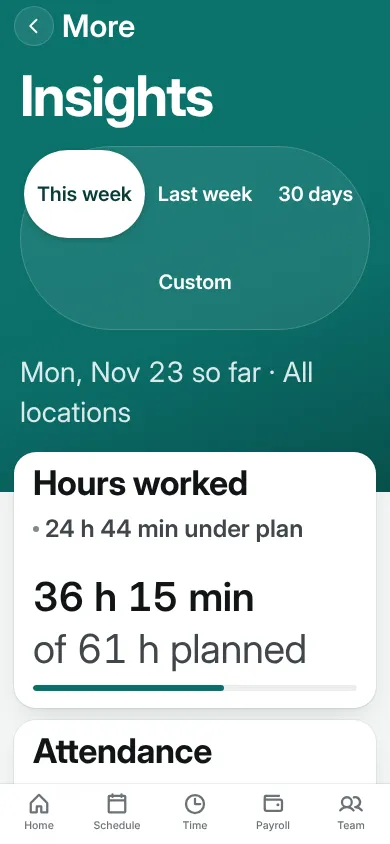 More
Insights
This week
Last week
30 days
Custom
Mon, Nov 23 so far · All
locations
Hours worked
• 24 h 44 min under plan
36 h 15 min
of 61 h planned
Attendance
Home
Schedule
Time
Payroll
Team